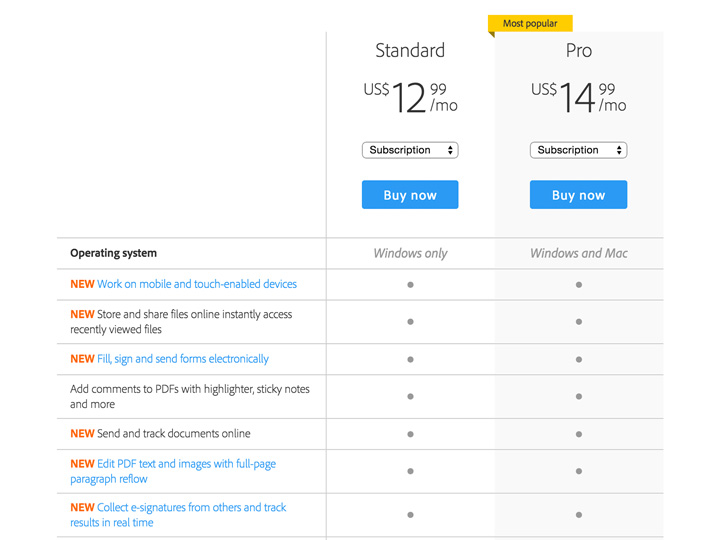 Most popular
Standard
Pro
US$12 99 /mo
US$14 99 /mo
Subscription
Subscription
Buy now
Buy now
Operating system
Windows only
Windows and Mac
NEW Work on mobile and touch-enabled devices
NEW Store and share files online instantly access
recently viewed files
NEW Fill, sign and send forms electronically
Add comments to PDFs with highlighter, sticky notes
and more
NEW Send and track documents online
NEW Edit PDF text and images with full-page
paragraph reflow
NEW Collect e-signatures from others and track
results in real time